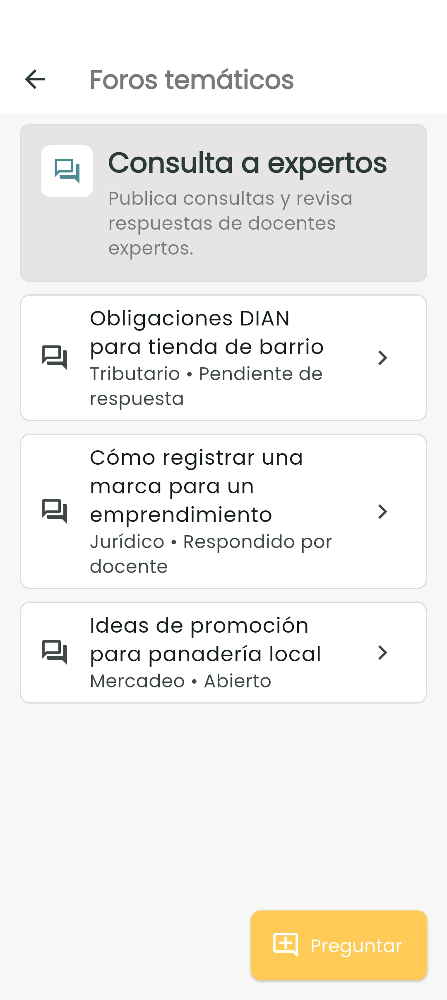 Foros temáticos
Consulta a expertos
Publica consultas y revisa
respuestas de docentes
expertos.
Obligaciones DIAN
para tienda de barrio
Tributario • Pendiente de
respuesta
Cómo registrar una
marca para un
emprendimiento
Jurídico • Respondido por
docente
Ideas de promoción
para panadería local
Mercadeo • Abierto
Preguntar